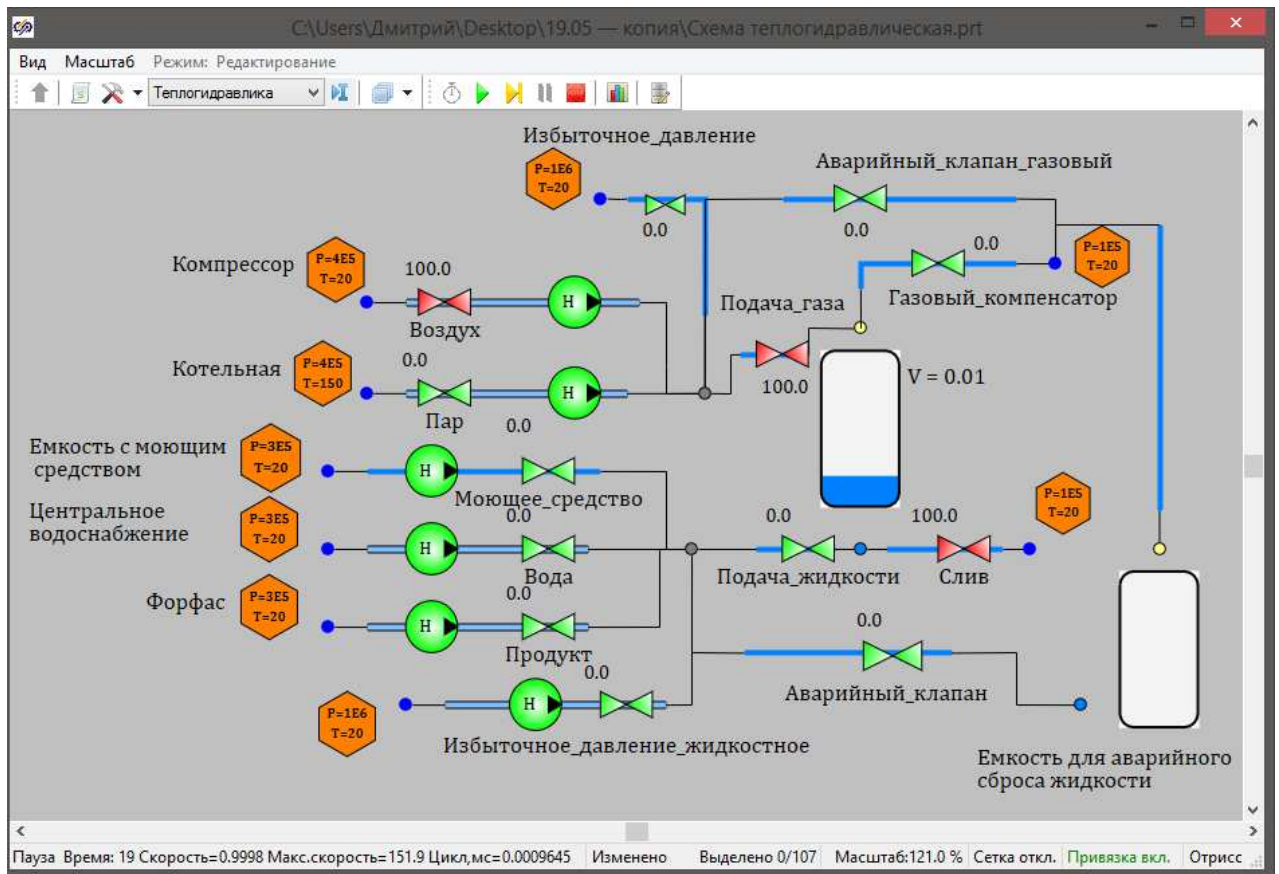 C:\Users\Дмитрий\Desktop\19.05 — копия\Схема теплогидравлическая.prt
Вид Масштаб Режим: Редактирование
Теплогидравлика
Избыточное_давление
P=1E6
T=20
0.0
Аварийный_клапан_газовый
0.0
0.0
P=1E5
T=20
Газовый_компенсатор
Компрессор
P=4E5
T=20
100.0
H
Воздух
Подача_газа
100.0
V = 0.01
Котельная
P=4E5
T=150
0.0
H
Пар
0.0
Емкость с моющим
средством
P=3E5
T=20
H
Моющее_средство
0.0
Центральное
водоснабжение
P=3E5
T=20
H
Вода
0.0
0.0
100.0
P=1E5
T=20
Подача_жидкости
Слив
Форфас
P=3E5
T=20
H
Продукт
0.0
0.0
Аварийный_клапан
P=1E6
T=20
H
Избыточное_давление_жидкостное
Емкость для аварийного
сброса жидкости
Пауза Время: 19 Скорость=0.9998 Макс.скорость=151.9 Цикл,мс=0.0009645 Изменено Выделено 0/107 Масштаб:121.0 % Сетка откл. Привязка вкл. Отрисс